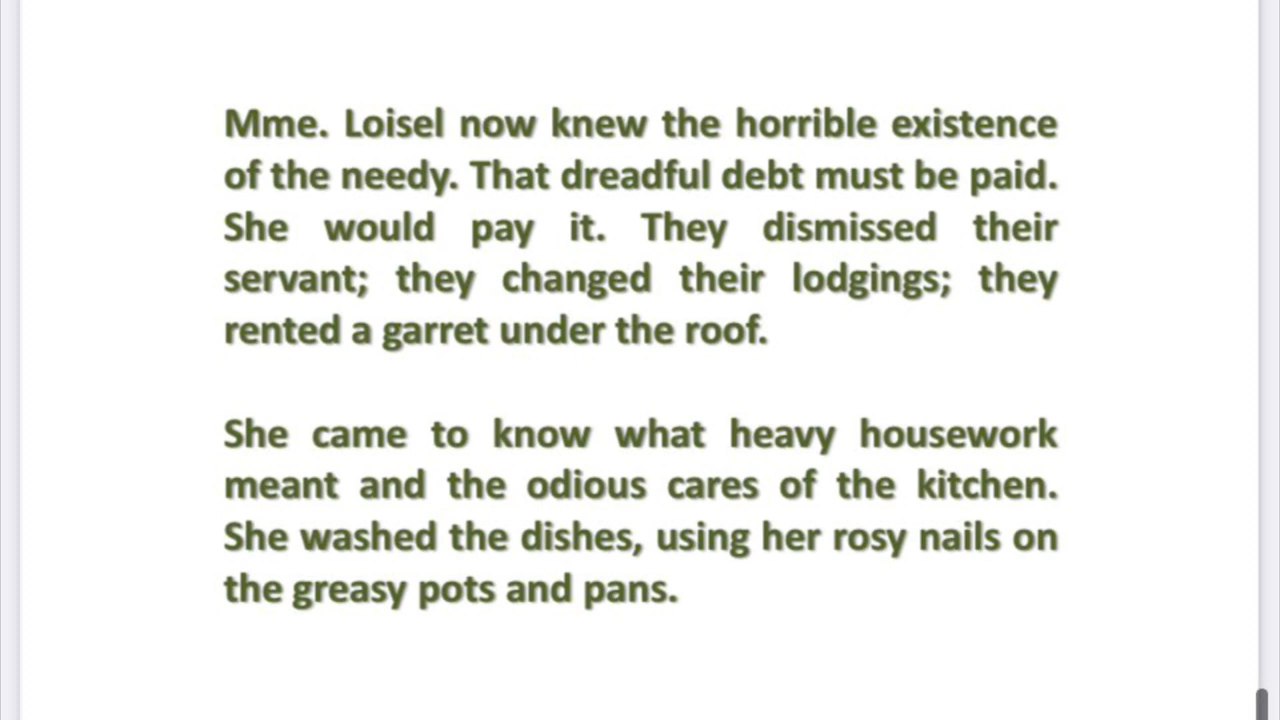 Mme. Loisel now knew the horrible existence
of the needy. That dreadful debt must be paid.
She would pay it. They dismissed their
servant; they changed their lodgings; they
rented a garret under the roof.
She came to know what heavy housework
meant and the odious cares of the kitchen.
She washed the dishes, using her rosy nails on
the greasy pots and pans.